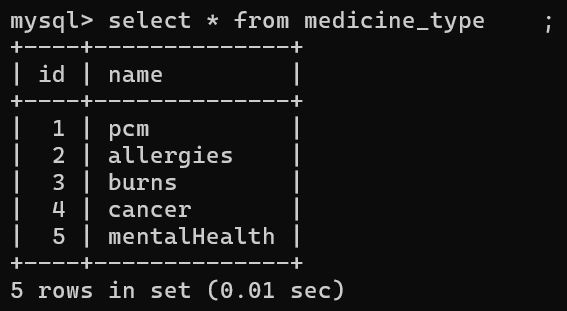 mysql> select * from medicine_type    ;
+----+--------------+
| id | name         |
+----+--------------+
|  1 | pcm          |
|  2 | allergies    |
|  3 | burns        |
|  4 | cancer       |
|  5 | mentalHealth |
+----+--------------+
5 rows in set (0.01 sec)